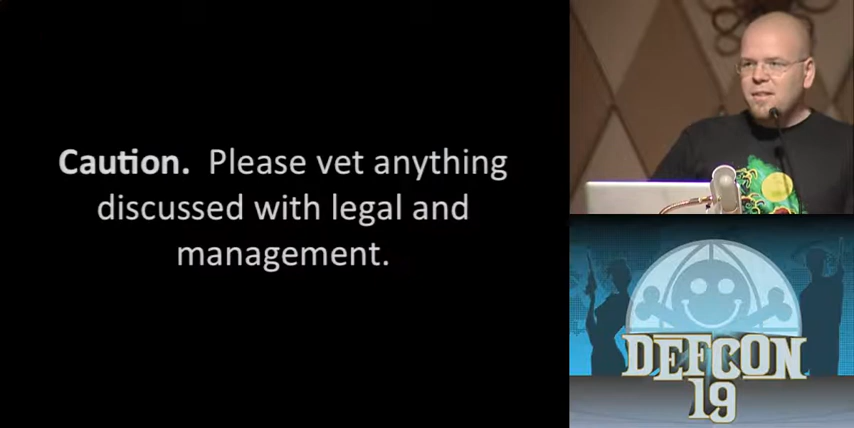 Caution. Please vet anything
discussed with legal and
management.
DEFCON
19